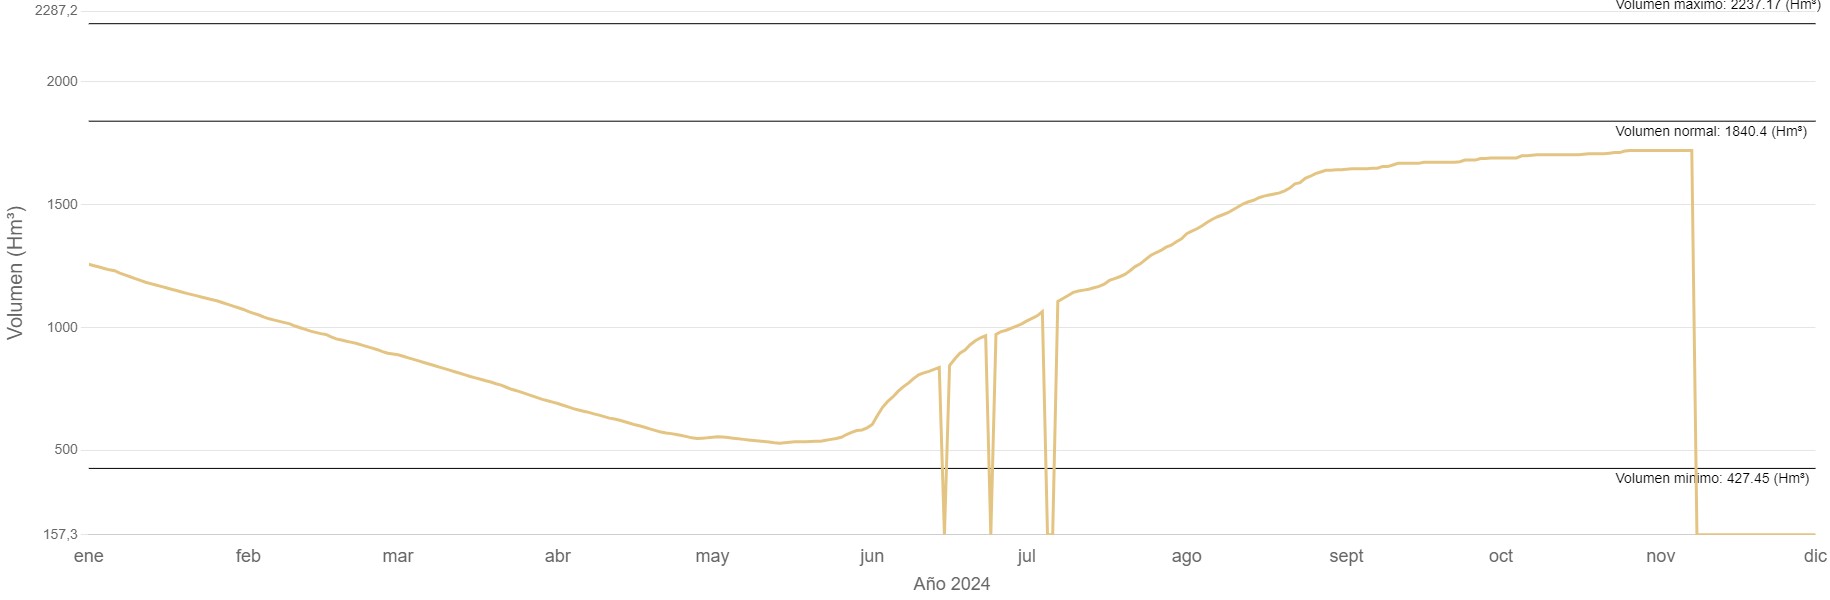 Volumen máximo: 2237.17 (Hm³)
2287,2
2000
Volumen normal: 1840.4 (Hm³)
1500
Volumen (Hm³)
1000
500
Volumen minimo: 427.45 (Hm³)
157,3
ene feb mar abr may jun jul ago sept oct nov dic
Año 2024